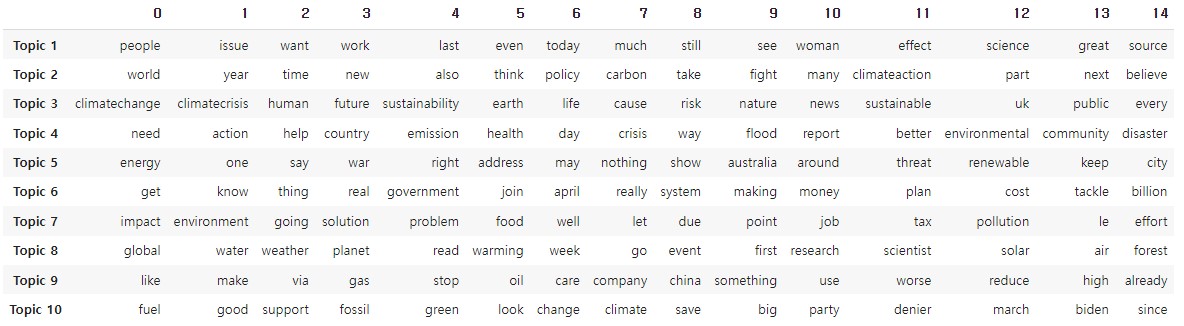 0 1 2 3 4 5 6 7 8 9 10 11 12 13 14
Topic 1 people issue want work last even today much still see woman effect science great source
Topic 2 world year time new also think policy carbon take fight many climateaction part next believe
Topic 3 climatechange climatecrisis human future sustainability earth life cause risk nature news sustainable uk public every
Topic 4 need action help country emission health day crisis way flood report better environmental community disaster
Topic 5 energy one say war right address may nothing show australia around threat renewable keep city
Topic 6 get know thing real government join april really system making money plan cost tackle billion
Topic 7 impact environment going solution problem food well let due point job tax pollution le effort
Topic 8 global water weather planet read warming week go event first research scientist solar air forest
Topic 9 like make via gas stop oil care company china something use worse reduce high already
Topic 10 fuel good support fossil green look change climate save big party denier march biden since